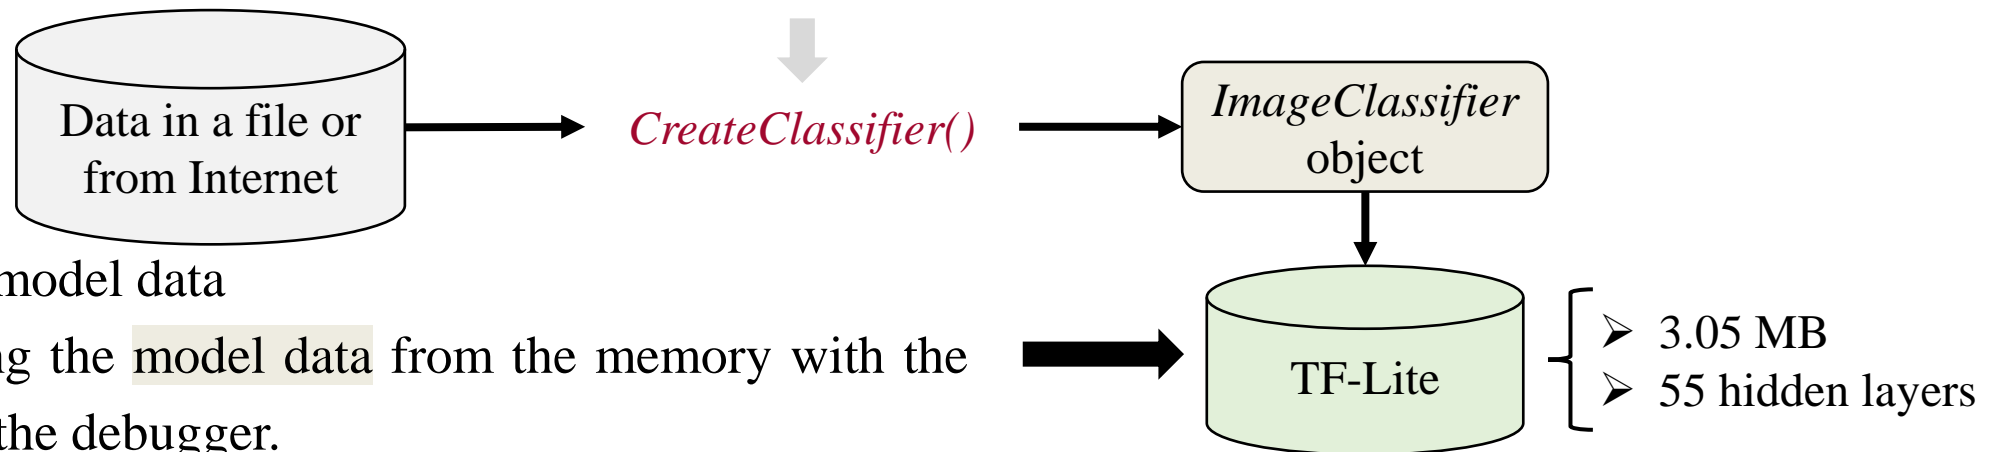 Data in a file or
from Internet
CreateClassifier()
ImageClassifier
object
model data
the model data from the memory with the
the debugger.
TF-Lite
➢ 3.05 MB
➢ 55 hidden layers